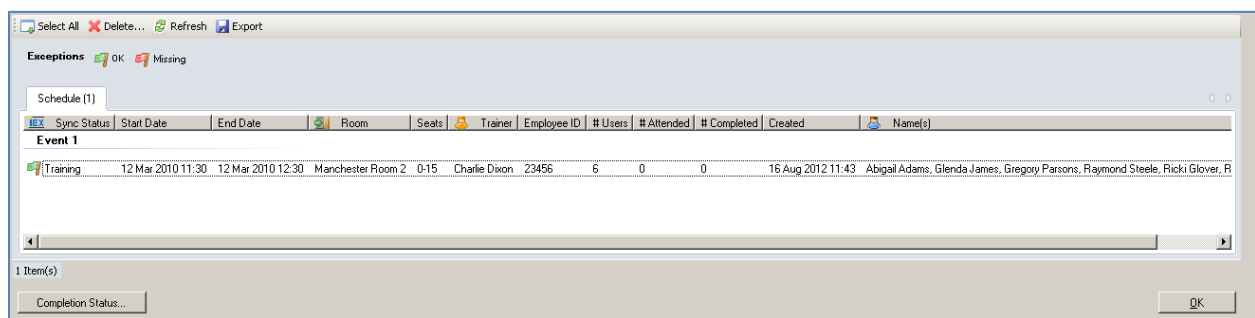 Select All Delete... Refresh Export
Exceptions OK Missing
Schedule (1)
IEX Sync Status Start Date End Date Room Seats Trainer Employee ID # Users # Attended # Completed Created Name(s)
Event 1
Training 12 Mar 2010 11:30 12 Mar 2010 12:30 Manchester Room 2 0-15 Charlie Dixon 23456 6 0 0 16 Aug 2012 11:43 Abigail Adams, Glenda James, Gregory Parsons, Raymond Steele, Ricki Glover, R
1 Item(s)
Completion Status... OK